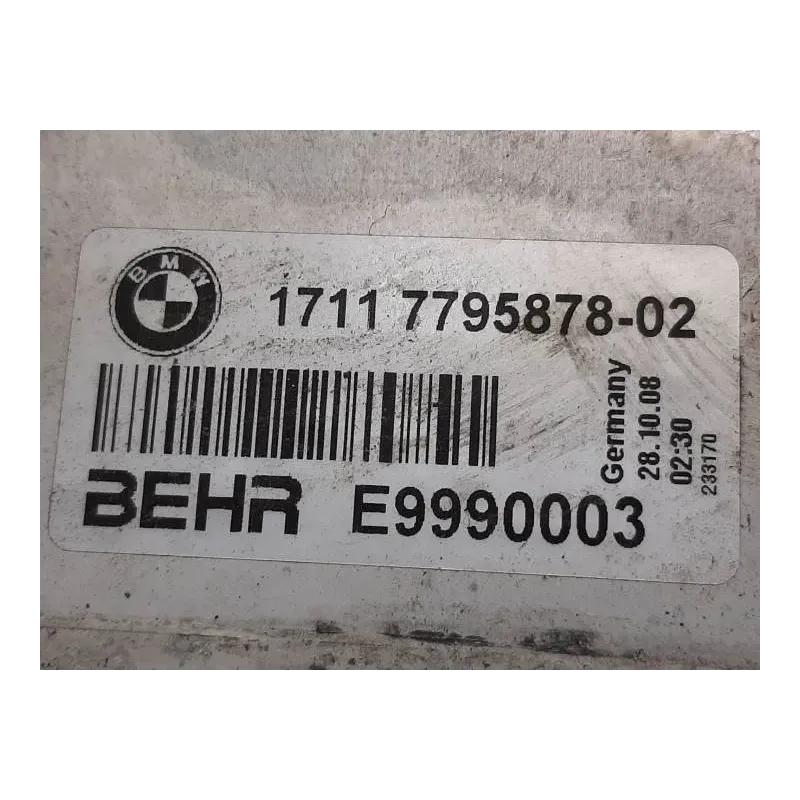 BMW
1711 7795878-02
Germany
28.10.08
02:30
233170
BEHR E9990003